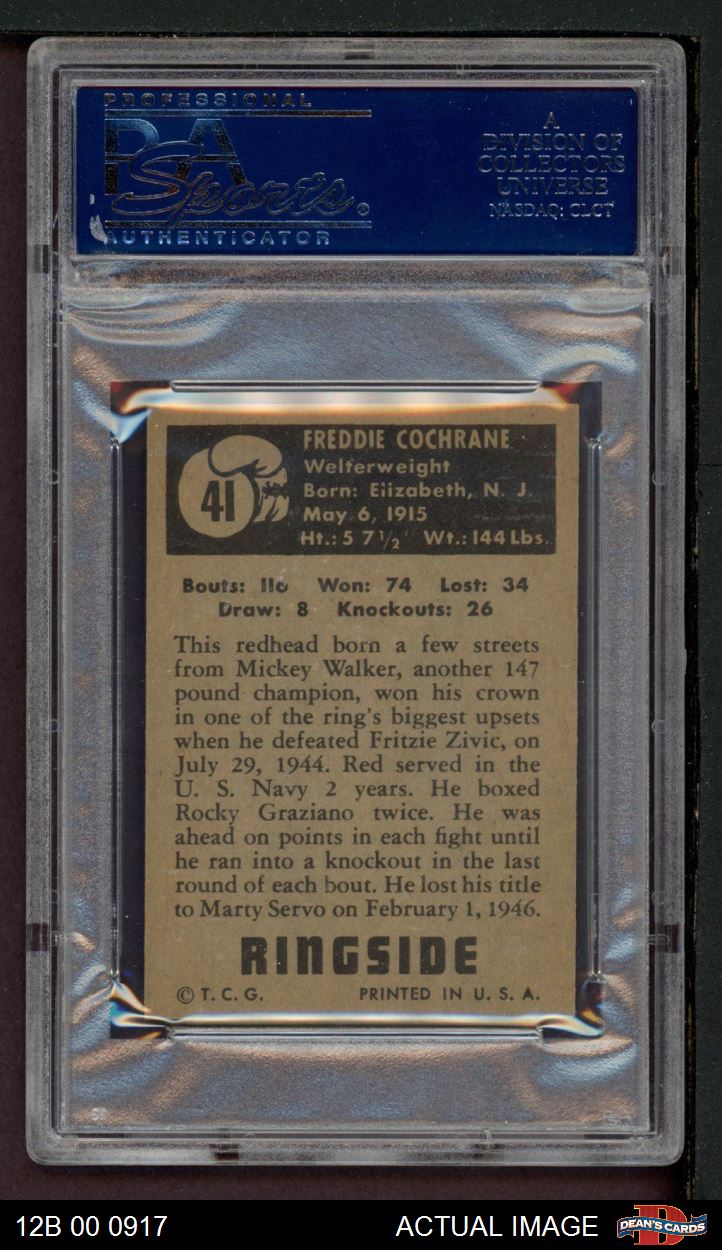 PROFESSIONAL
PSA
Sports®
AUTHENTICATOR
A
DIVISION OF
COLLECTORS
UNIVERSE
NASDAQ: CLCT
41
FREDDIE COCHRANE
Welterweight
Born: Elizabeth, N. J.
May 6, 1915
Ht.: 5 7½' Wt.: 144 Lbs.
Bouts: 116 Won: 74 Lost: 34
Draw: 8 Knockouts: 26
This redhead born a few streets
from Mickey Walker, another 147
pound champion, won his crown
in one of the ring's biggest upsets
when he defeated Fritzie Zivic, on
July 29, 1944. Red served in the
U. S. Navy 2 years. He boxed
Rocky Graziano twice. He was
ahead on points in each fight until
he ran into a knockout in the last
round of each bout. He lost his title
to Marty Servo on February 1, 1946.
RINGSIDE
© T. C. G. PRINTED IN U. S. A.
12B 00 0917 ACTUAL IMAGE DEAN'S CARDS